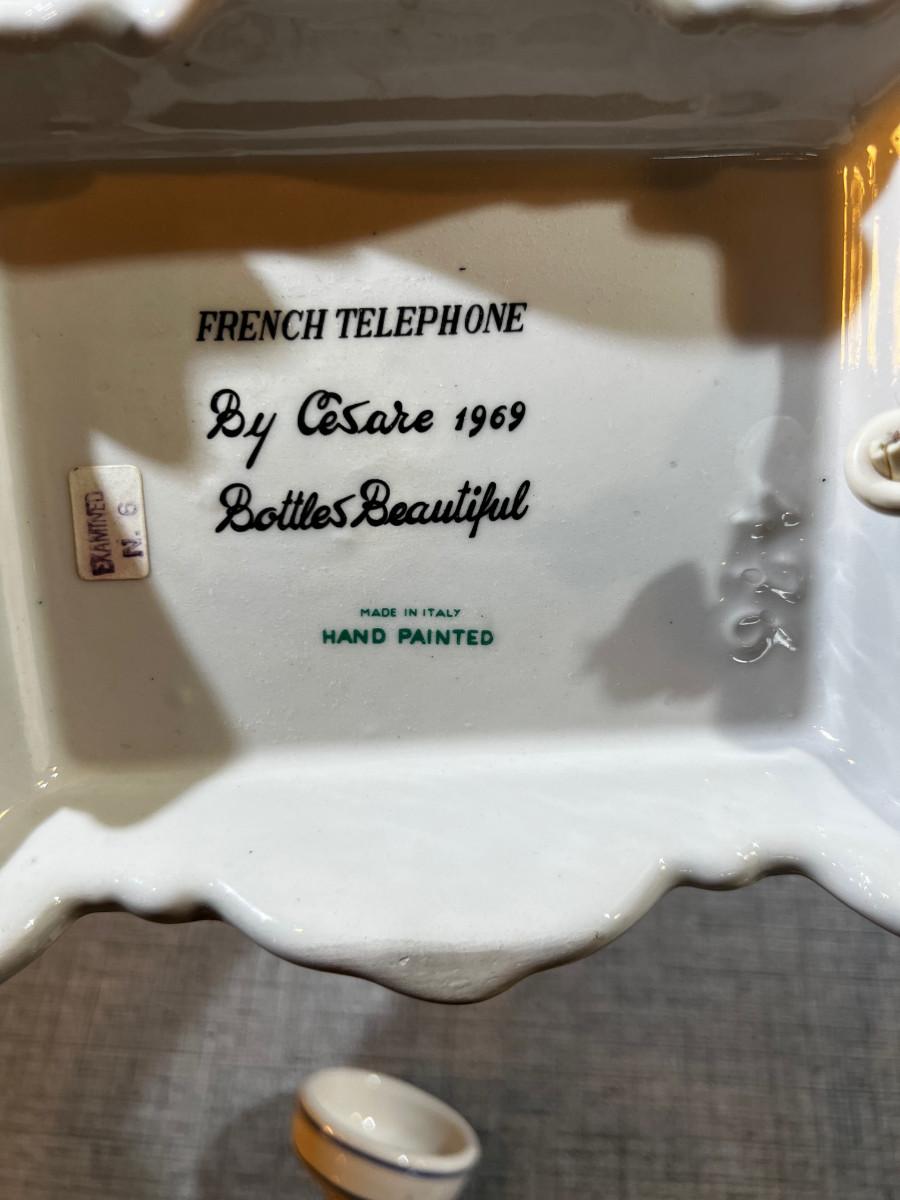 FRENCH TELEPHONE
By Cesare 1969
Bottles Beautiful
EXAMINED
N. 6
MADE IN ITALY
HAND PAINTED